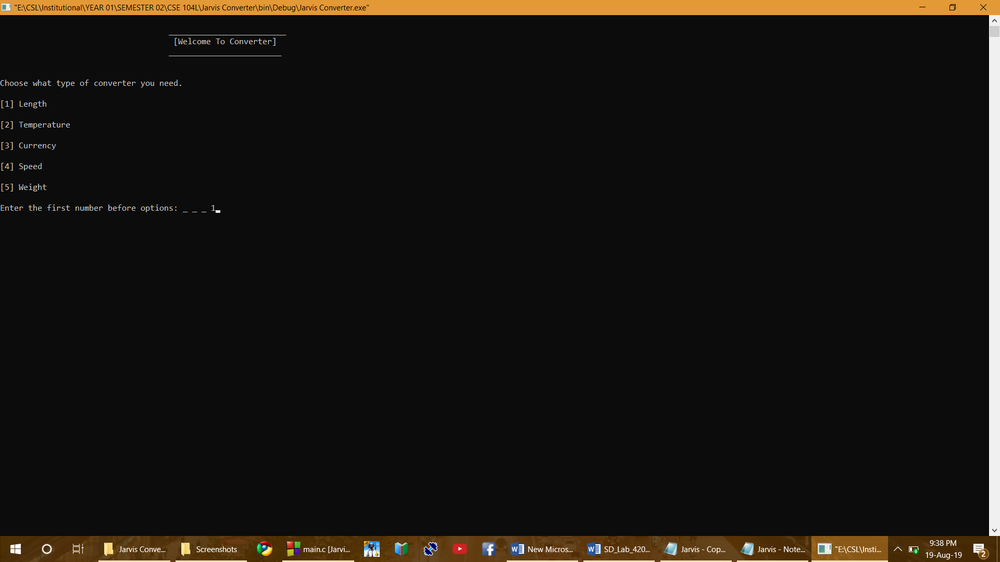 "E:\CSL\Institutional\YEAR 01\SEMESTER 02\CSE 104L\Jarvis Converter\bin\Debug\Jarvis Converter.exe"
[Welcome To Converter]
Choose what type of converter you need.
[1] Length
[2] Temperature
[3] Currency
[4] Speed
[5] Weight
Enter the first number before options: _ _ _ 1
Jarvis Conve... Screenshots main.c [Jarvi... New Micros... SD_Lab_420... Jarvis - Cop... Jarvis - Note... "E:\CSL\Insti...
9:38 PM
19-Aug-19
2